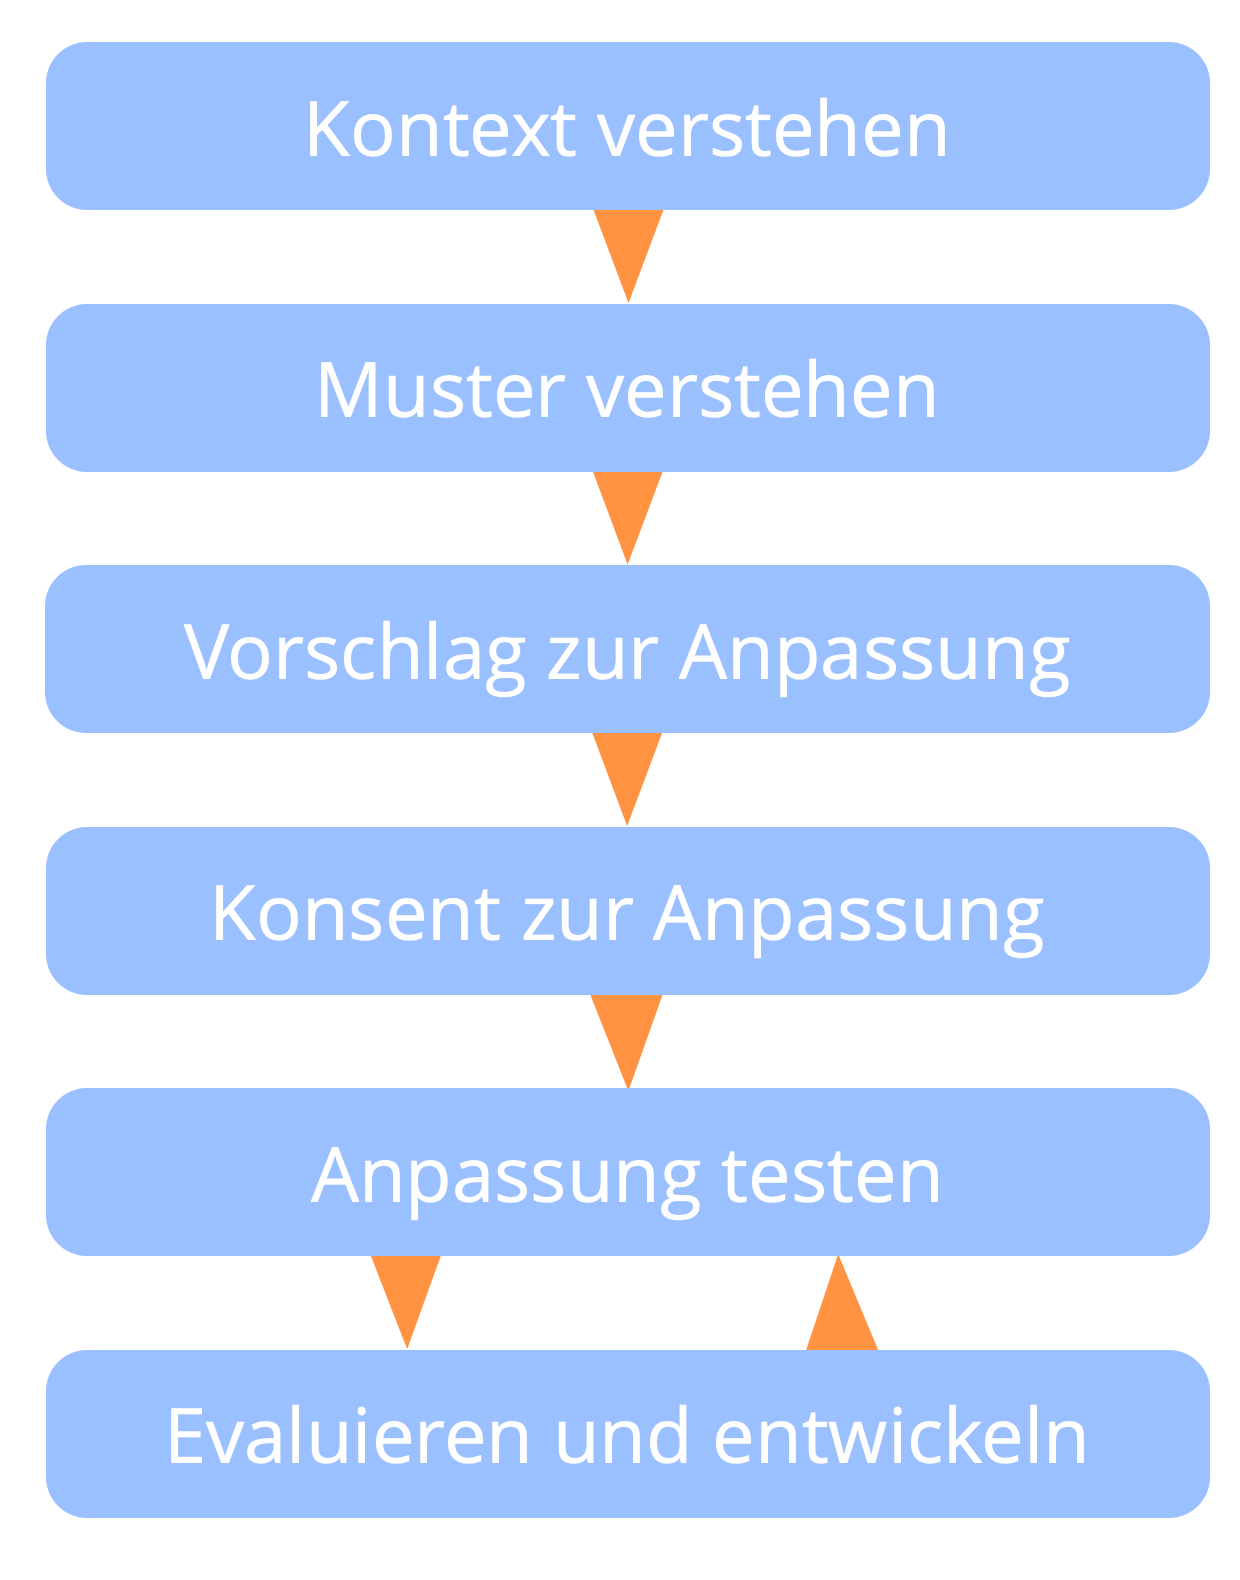 Kontext verstehen
Muster verstehen
Vorschlag zur Anpassung
Konsent zur Anpassung
Anpassung testen
Evaluieren und entwickeln